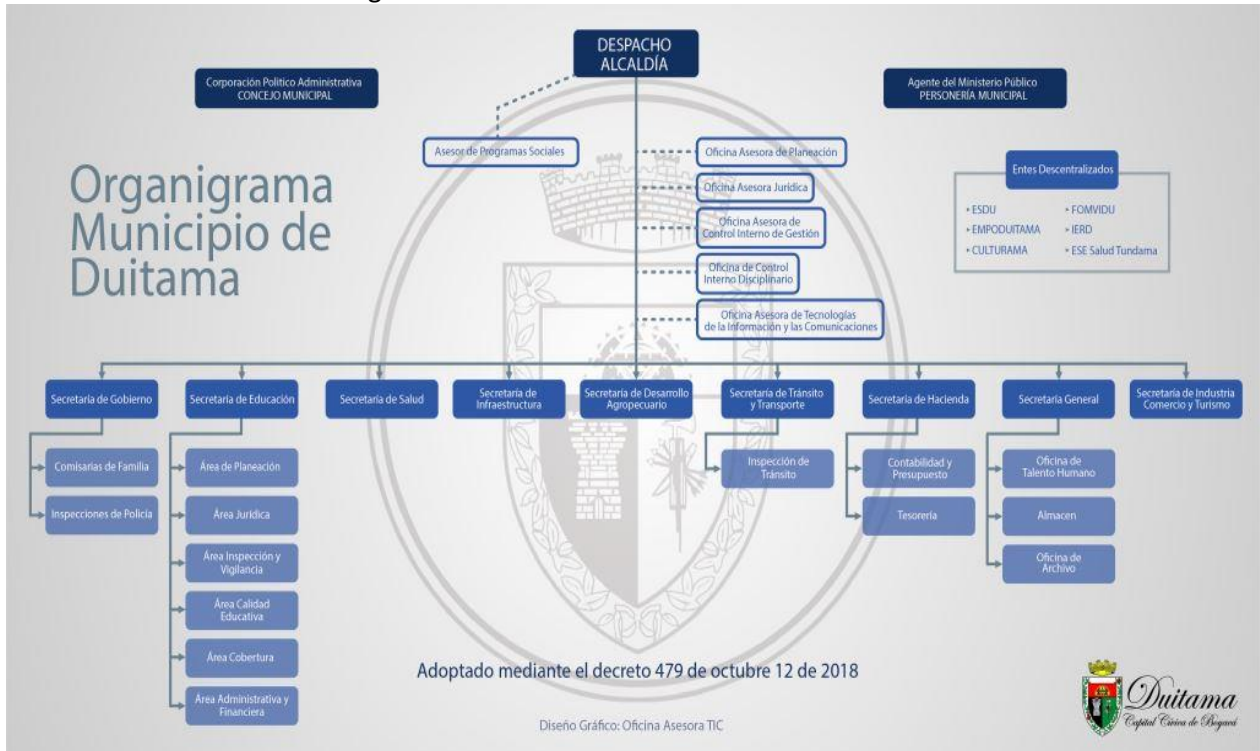 DESPACHO
ALCALDÍA
Corporación Político Administrativa
CONCEJO MUNICIPAL
Agente del Ministerio Público
PERSONERÍA MUNICIPAL
Asesor de Programas Sociales
Oficina Asesora de Planeación
Oficina Asesora Jurídica
Oficina Asesora de
Control Interno de Gestión
Oficina de Control
Interno Disciplinario
Oficina Asesora de Tecnologías
de la Información y las Comunicaciones
Organigrama
Municipio de
Duitama
Entes Descentralizados
ESDU
EMPODUITAMA
CULTURAMA
FOMVIDU
IERD
ESE Salud Tundama
Secretaría de Gobierno
Comisarias de Familia
Inspecciones de Policía
Secretaría de Educación
Área de Planeación
Área Jurídica
Área Inspección y
Vigilancia
Área Calidad
Educativa
Área Cobertura
Área Administrativa y
Financiera
Secretaría de Salud
Secretaría de
Infraestructura
Secretaría de Desarrollo
Agropecuario
Secretaría de Tránsito
y Transporte
Inspección de
Tránsito
Secretaría de Hacienda
Contabilidad y
Presupuesto
Tesorería
Secretaría General
Oficina de
Talento Humano
Almacen
Oficina de
Archivo
Secretaría de Industria
Comercio y Turismo
Adoptado mediante el decreto 479 de octubre 12 de 2018
Diseño Gráfico: Oficina Asesora TIC
Duitama
Capital Cívica de Boyacá